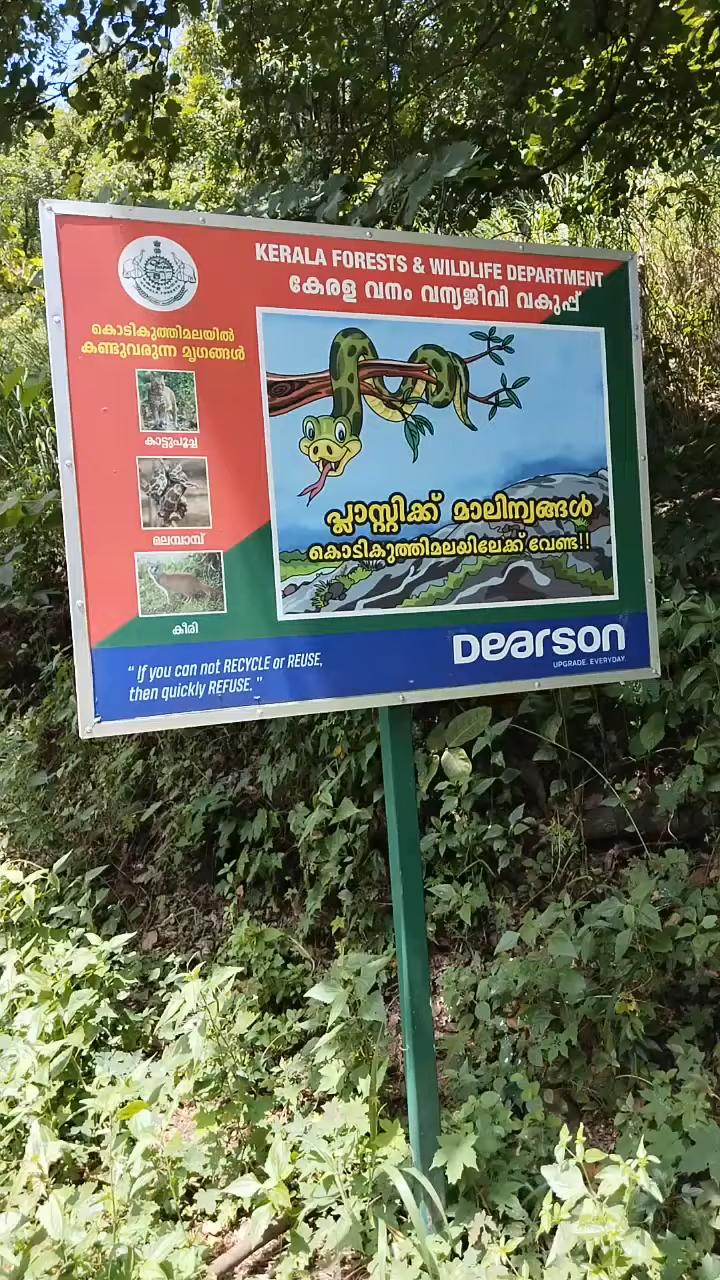 KERALA FORESTS & WILDLIFE DEPARTMENT
കേരള വനം വന്യജീവി വകുപ്പ്
കൊടികുത്തിമലയിൽ
കണ്ടുവരുന്ന മൃഗങ്ങൾ
കാട്ടുപൂച്ച
മലമ്പാമ്പ്
കീരി
പ്ലാസ്റ്റിക്ക് മാലിന്യങ്ങൾ
കൊടികുത്തിമലയിലേക്ക് വേണ്ട!!
" If you can not RECYCLE or REUSE,
then quickly REFUSE. "
Dearson
UPGRADE. EVERYDAY.